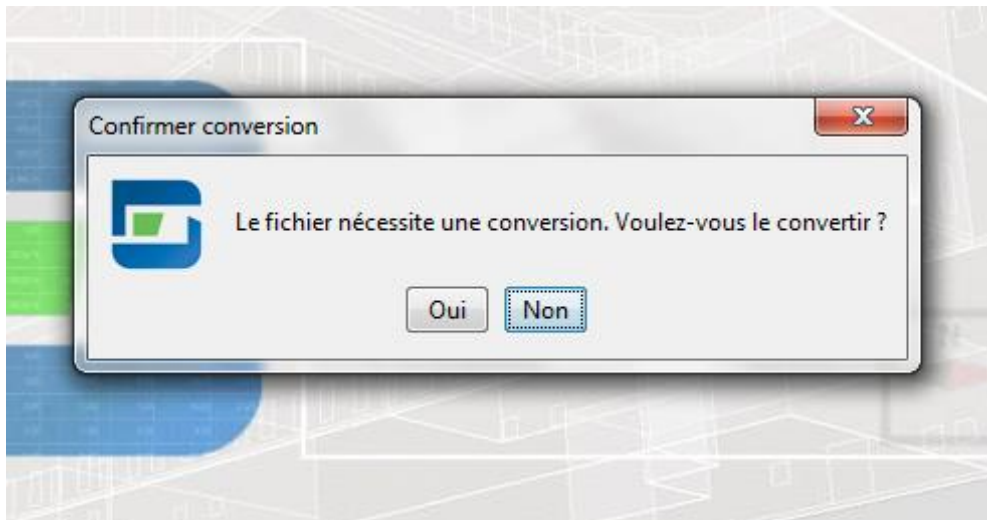 Confirmer conversion
Le fichier nécessite une conversion. Voulez-vous le convertir ?
Oui
Non